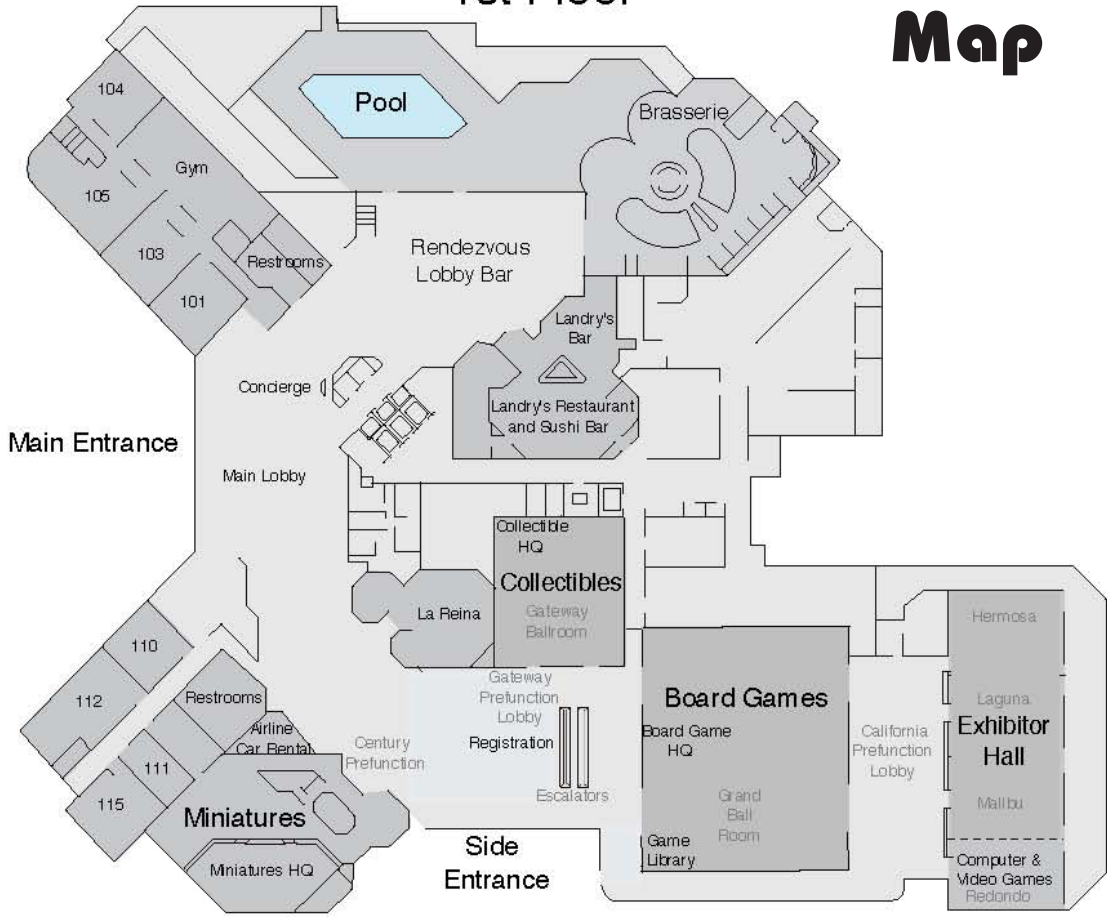 1st Floor
Map
104
Pool
Brasserie
Gym
105
103
Restrooms
101
Rendezvous
Lobby Bar
Landry's
Bar
Concierge
Landry's Restaurant
and Sushi Bar
Main Entrance
Main Lobby
Collectible
HQ
Collectibles
Gateway
Ballroom
La Reina
Hermosa
110
112
Restrooms
Airline
Car Rental
111
115
Gateway
Prefunction
Lobby
Registration
Century
Prefunction
Escalators
Board Games
Board Game
HQ
Grand
Ball
Room
Game
Library
California
Prefunction
Lobby
Laguna
Exhibitor
Hall
Malibu
Computer &
Video Games
Redondo
Miniatures
Miniatures HQ
Side
Entrance